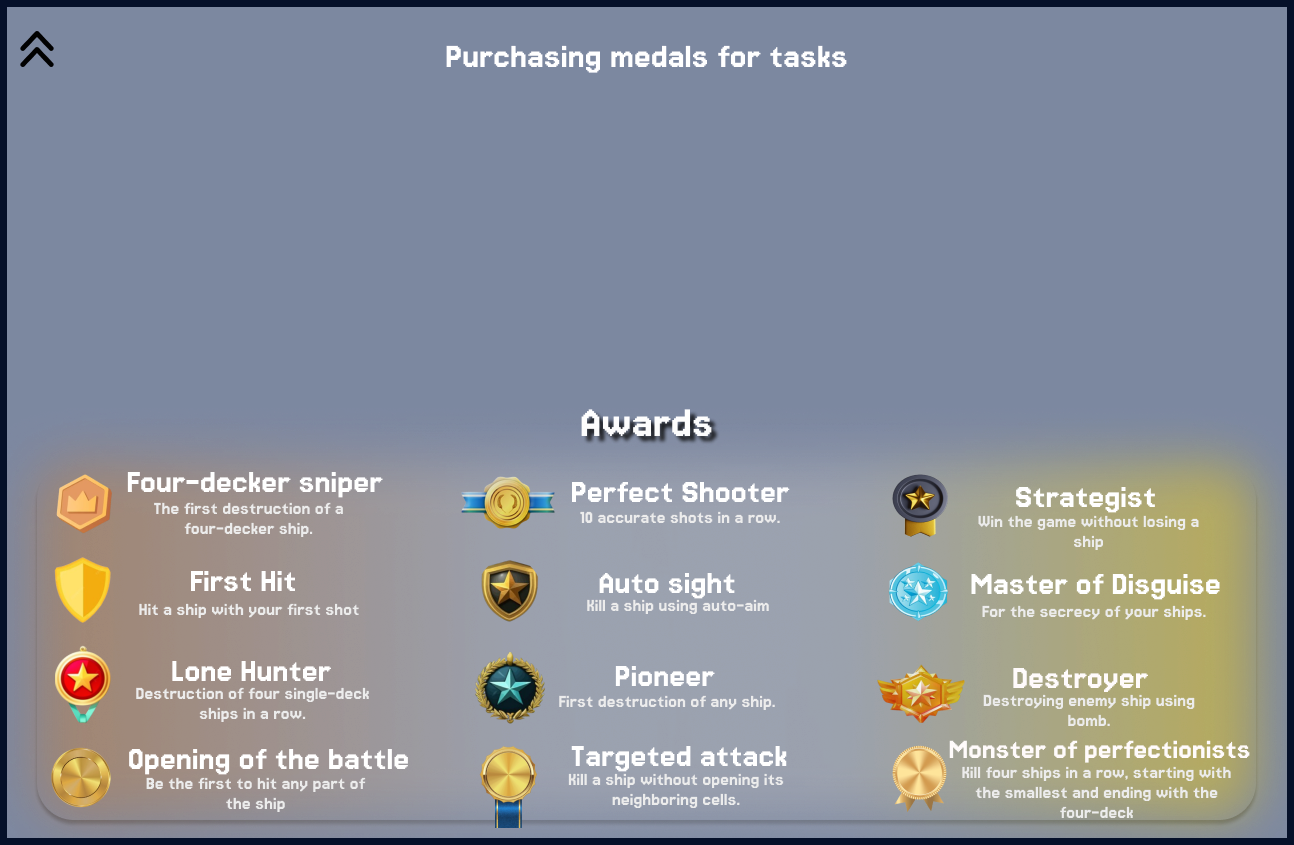 Purchasing medals for tasks
Awards
Four-decker sniper
The first destruction of a
four-decker ship.
First Hit
Hit a ship with your first shot
Lone Hunter
Destruction of four single-deck
ships in a row.
Opening of the battle
Be the first to hit any part of
the ship
Perfect Shooter
10 accurate shots in a row.
Auto sight
Kill a ship using auto-aim
Pioneer
First destruction of any ship.
Targeted attack
Kill a ship without opening its
neighboring cells.
Strategist
Win the game without losing a
ship
Master of Disguise
For the secrecy of your ships.
Destroyer
Destroying enemy ship using
bomb.
Monster of perfectionists
Kill four ships in a row, starting with
the smallest and ending with the
four-deck